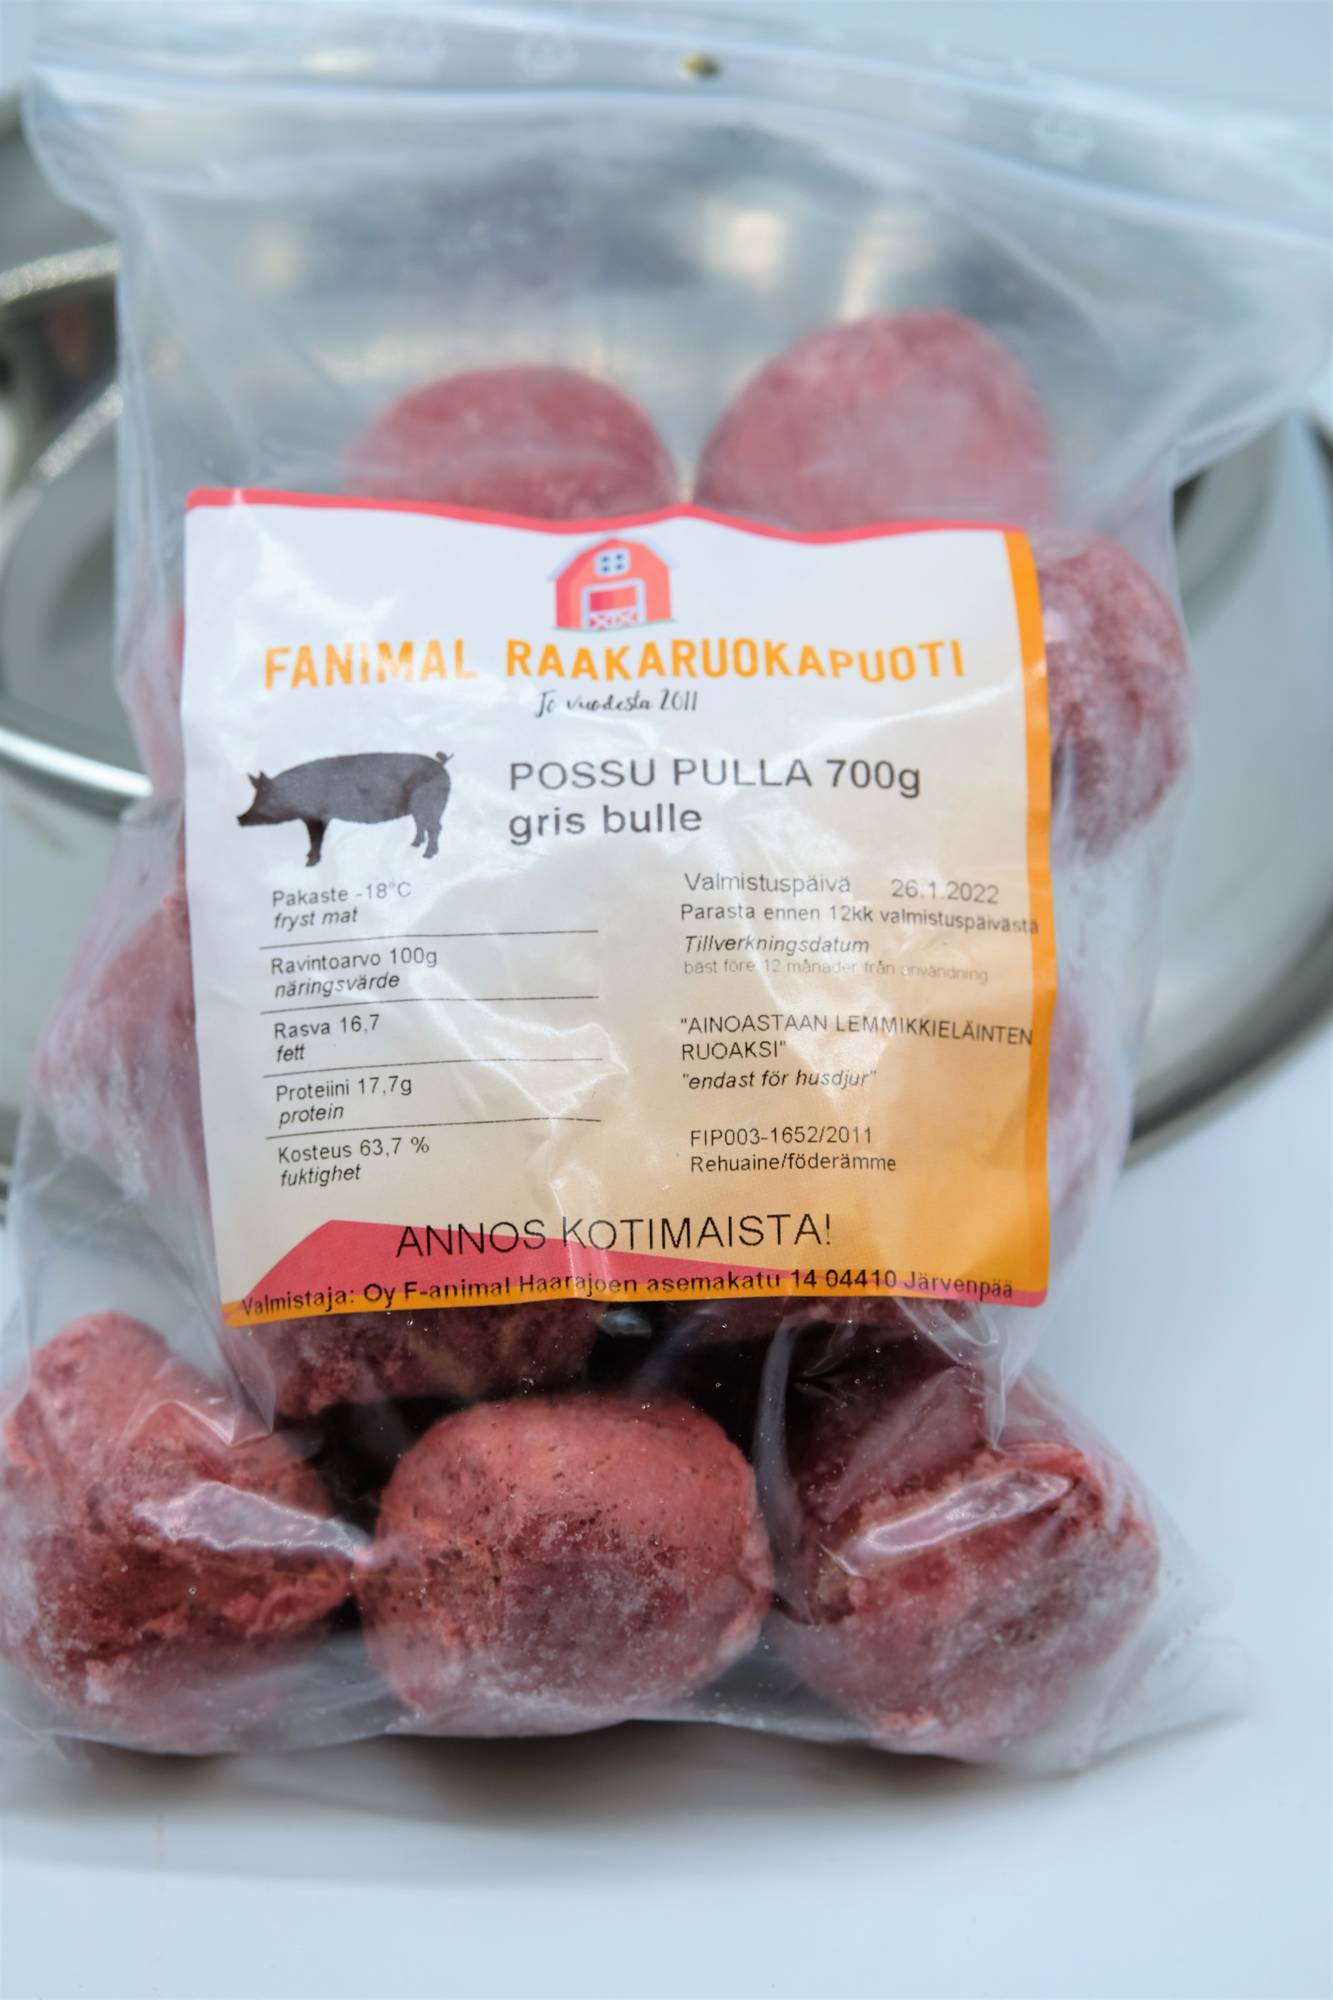 FANIMAL RAAKARUOKAPUOTI
Jo vuodesta 2011
POSSU PULLA 700g
gris bulle
Pakaste -18°C
fryst mat
Ravintoarvo 100g
näringsvärde
Rasva 16,7
fett
Proteiini 17,7g
protein
Kosteus 63,7 %
fuktighet
Valmistuspäivä 26.1.2022
Parasta ennen 12kk valmistuspäivästä
Tillverkningsdatum
bäst före 12 månader från användning
"AINOASTAAN LEMMIKKIELÄINTEN
RUOAKSI"
"endast för husdjur"
FIP003-1652/2011
Rehuaine/föderämme
ANNOS KOTIMAISTA!
Valmistaja: Oy F-animal Haarajoen asemakatu 14 04410 Järvenpää